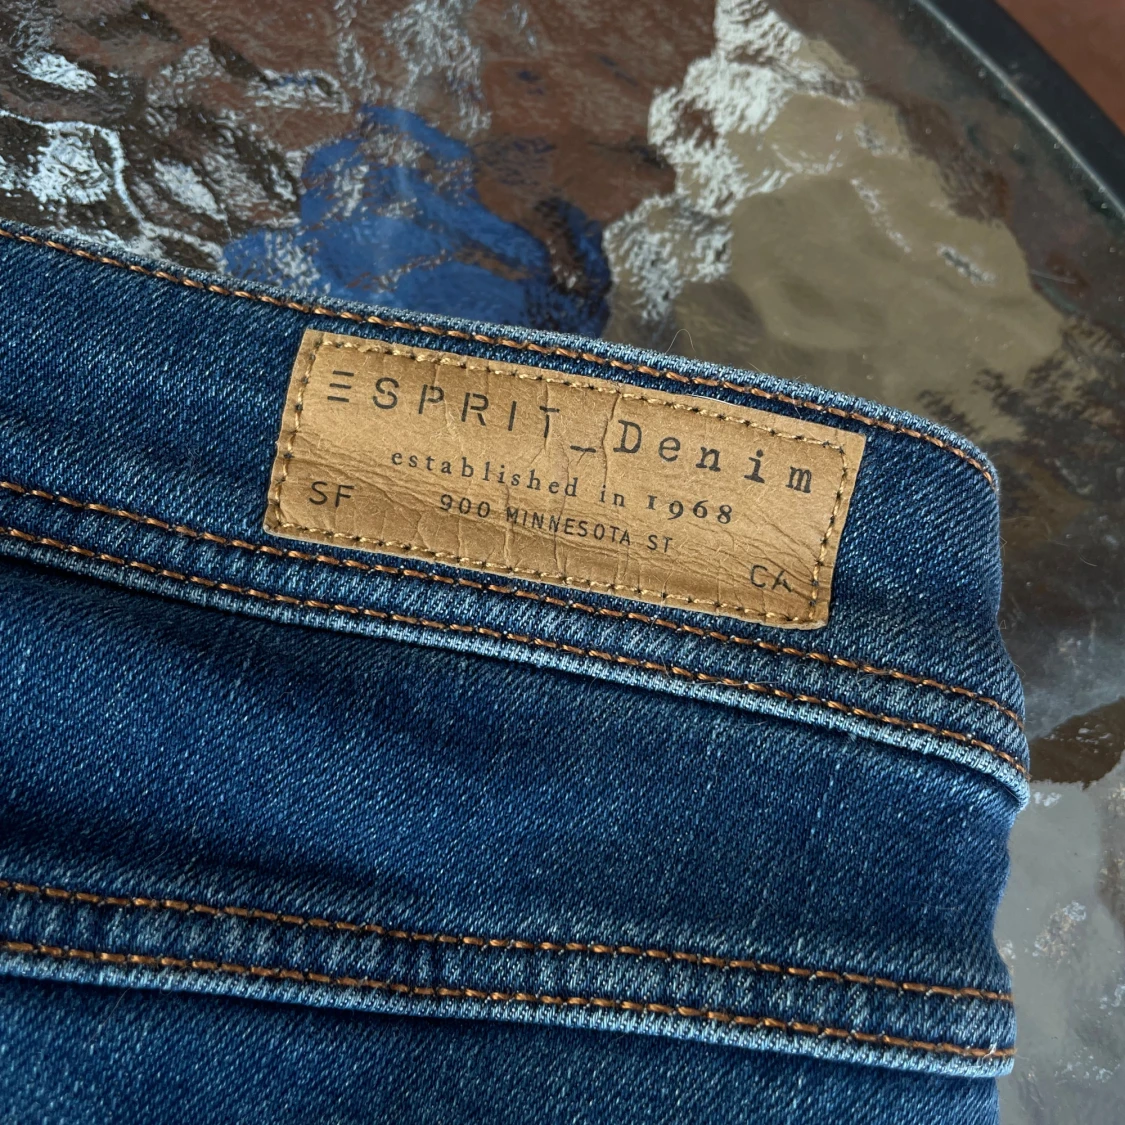 ESPRIT_Denim
established in 1968
SF 900 MINNESOTA ST CA